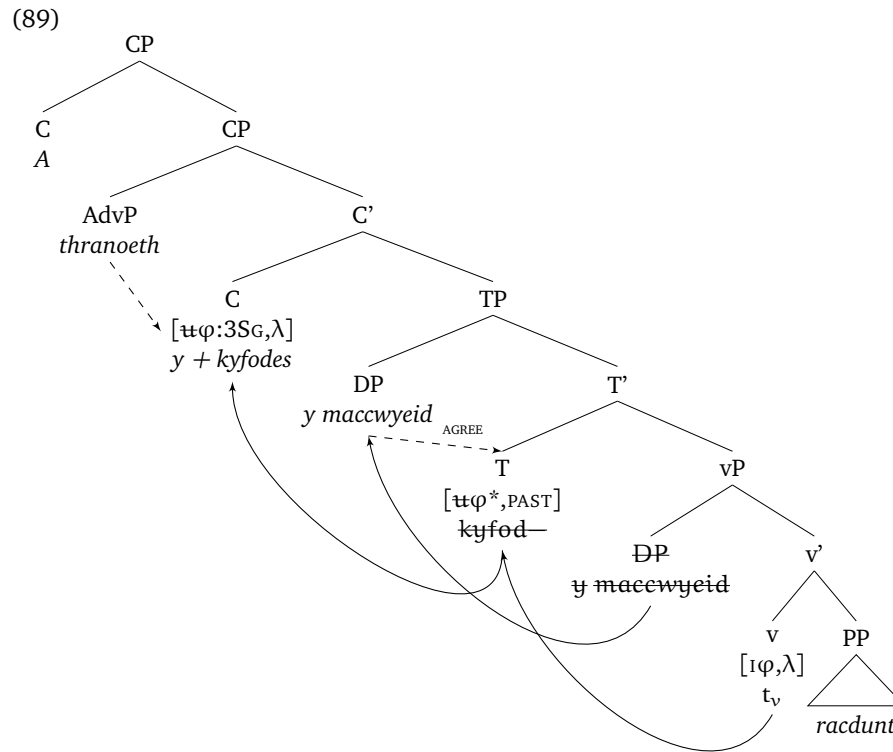 (89)
CP
C CP
A
AdvP C'
thranoeth
C TP
[uφ:3SG,λ]
y + kyfodes
DP T'
y maccwyeid
AGREE
T vP
[uφ*,PAST]
kyfod–
DP v'
y maccwyeid
v PP
[Iφ,λ]
tv
racdunt